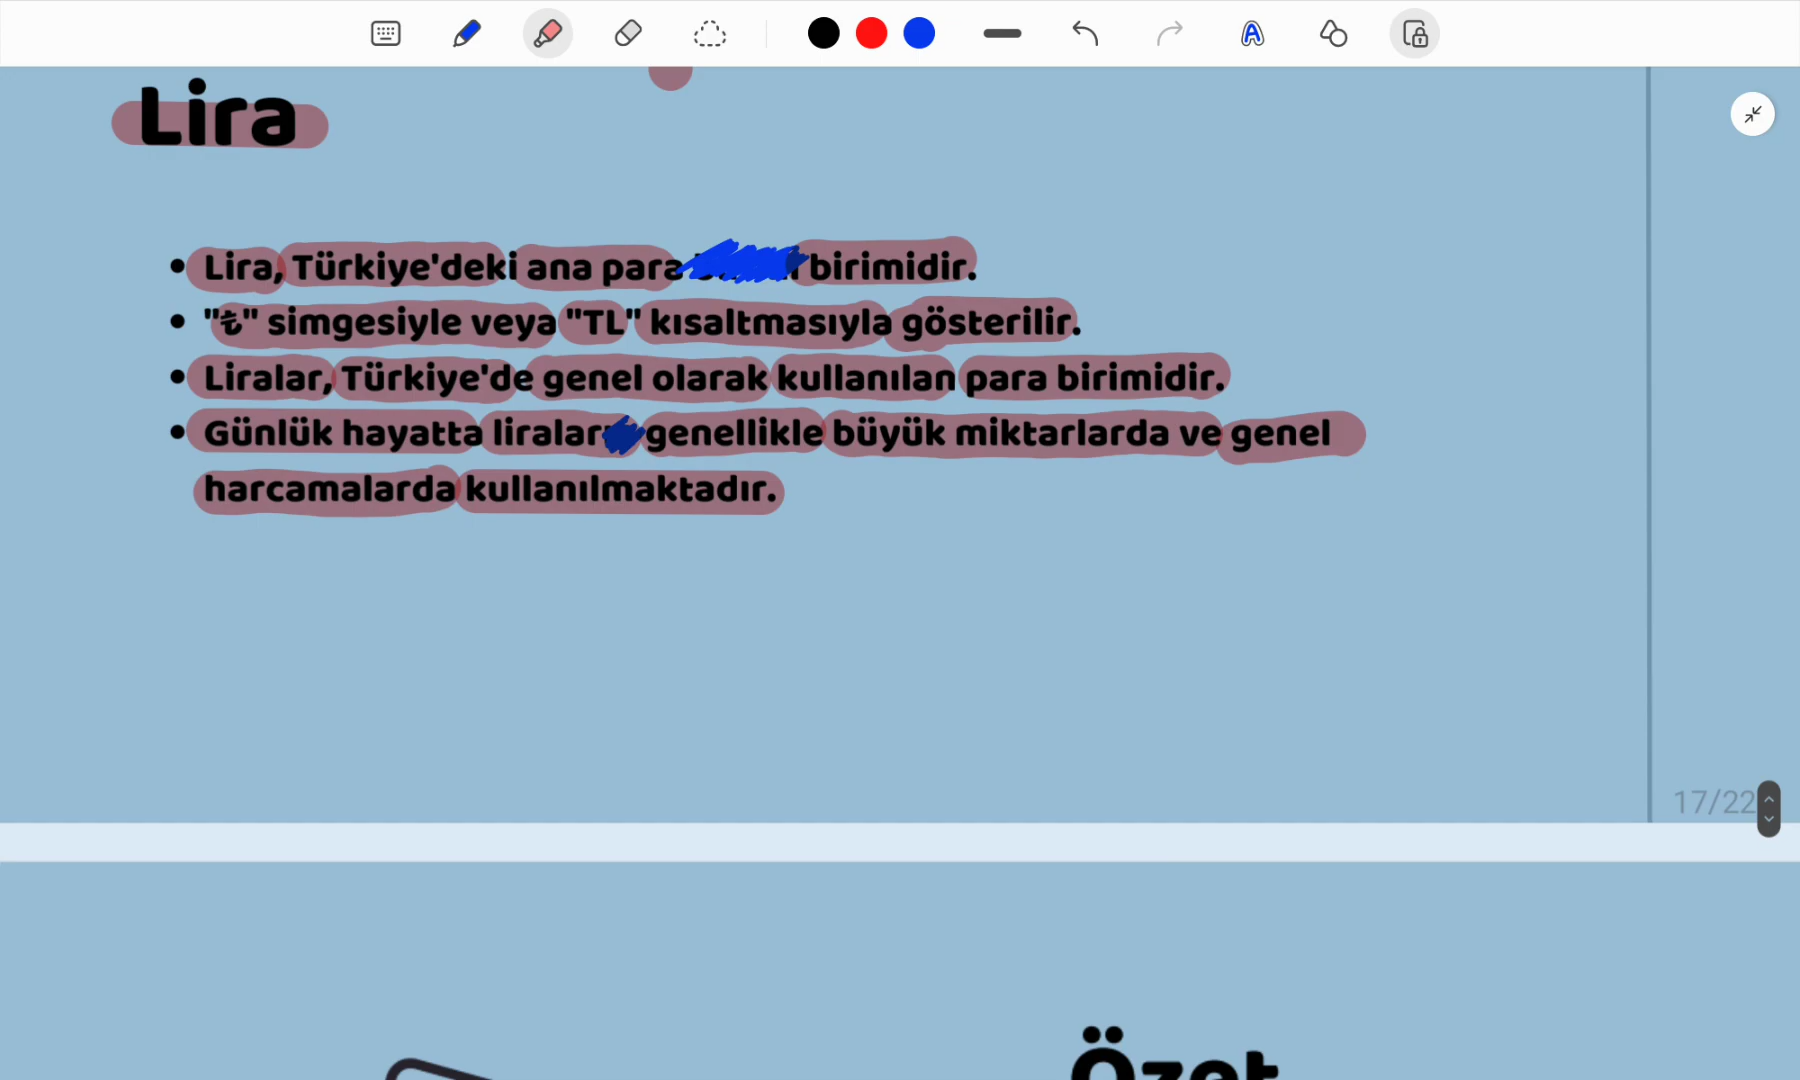 Lira
• Lira, Türkiye'deki ana para birimidir.
• "₺" simgesiyle veya "TL" kısaltmasıyla gösterilir.
• Liralar, Türkiye'de genel olarak kullanılan para birimidir.
• Günlük hayatta liralar genellikle büyük miktarlarda ve genel
harcamalarda kullanılmaktadır.
17/22
Özet